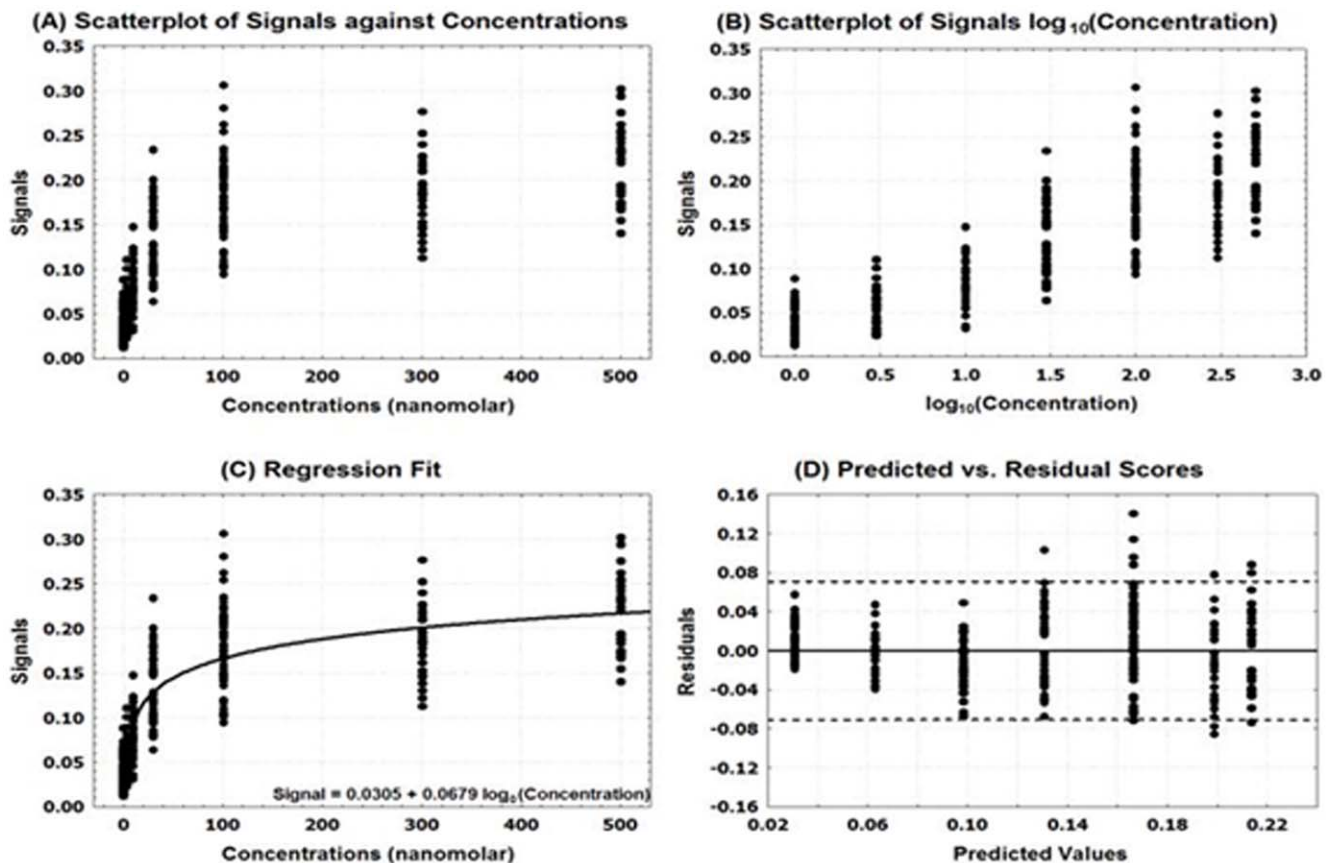 (A) Scatterplot of Signals against Concentrations
0.35
0.30
0.25
0.20
0.15
0.10
0.05
0.00
Signals
0 100 200 300 400 500
Concentrations (nanomolar)
(B) Scatterplot of Signals log₁₀(Concentration)
0.35
0.30
0.25
0.20
0.15
0.10
0.05
0.00
Signals
0.0 0.5 1.0 1.5 2.0 2.5 3.0
log₁₀(Concentration)
(C) Regression Fit
0.35
0.30
0.25
0.20
0.15
0.10
0.05
0.00
Signals
Signal = 0.0305 + 0.0679 (Concentration)
0 100 200 300 400 500
Concentrations (nanomolar)
(D) Predicted vs. Residual Scores
0.16
0.12
0.08
0.04
0.00
-0.04
-0.08
-0.12
-0.16
Residuals
0.02 0.06 0.10 0.14 0.18 0.22
Predicted Values